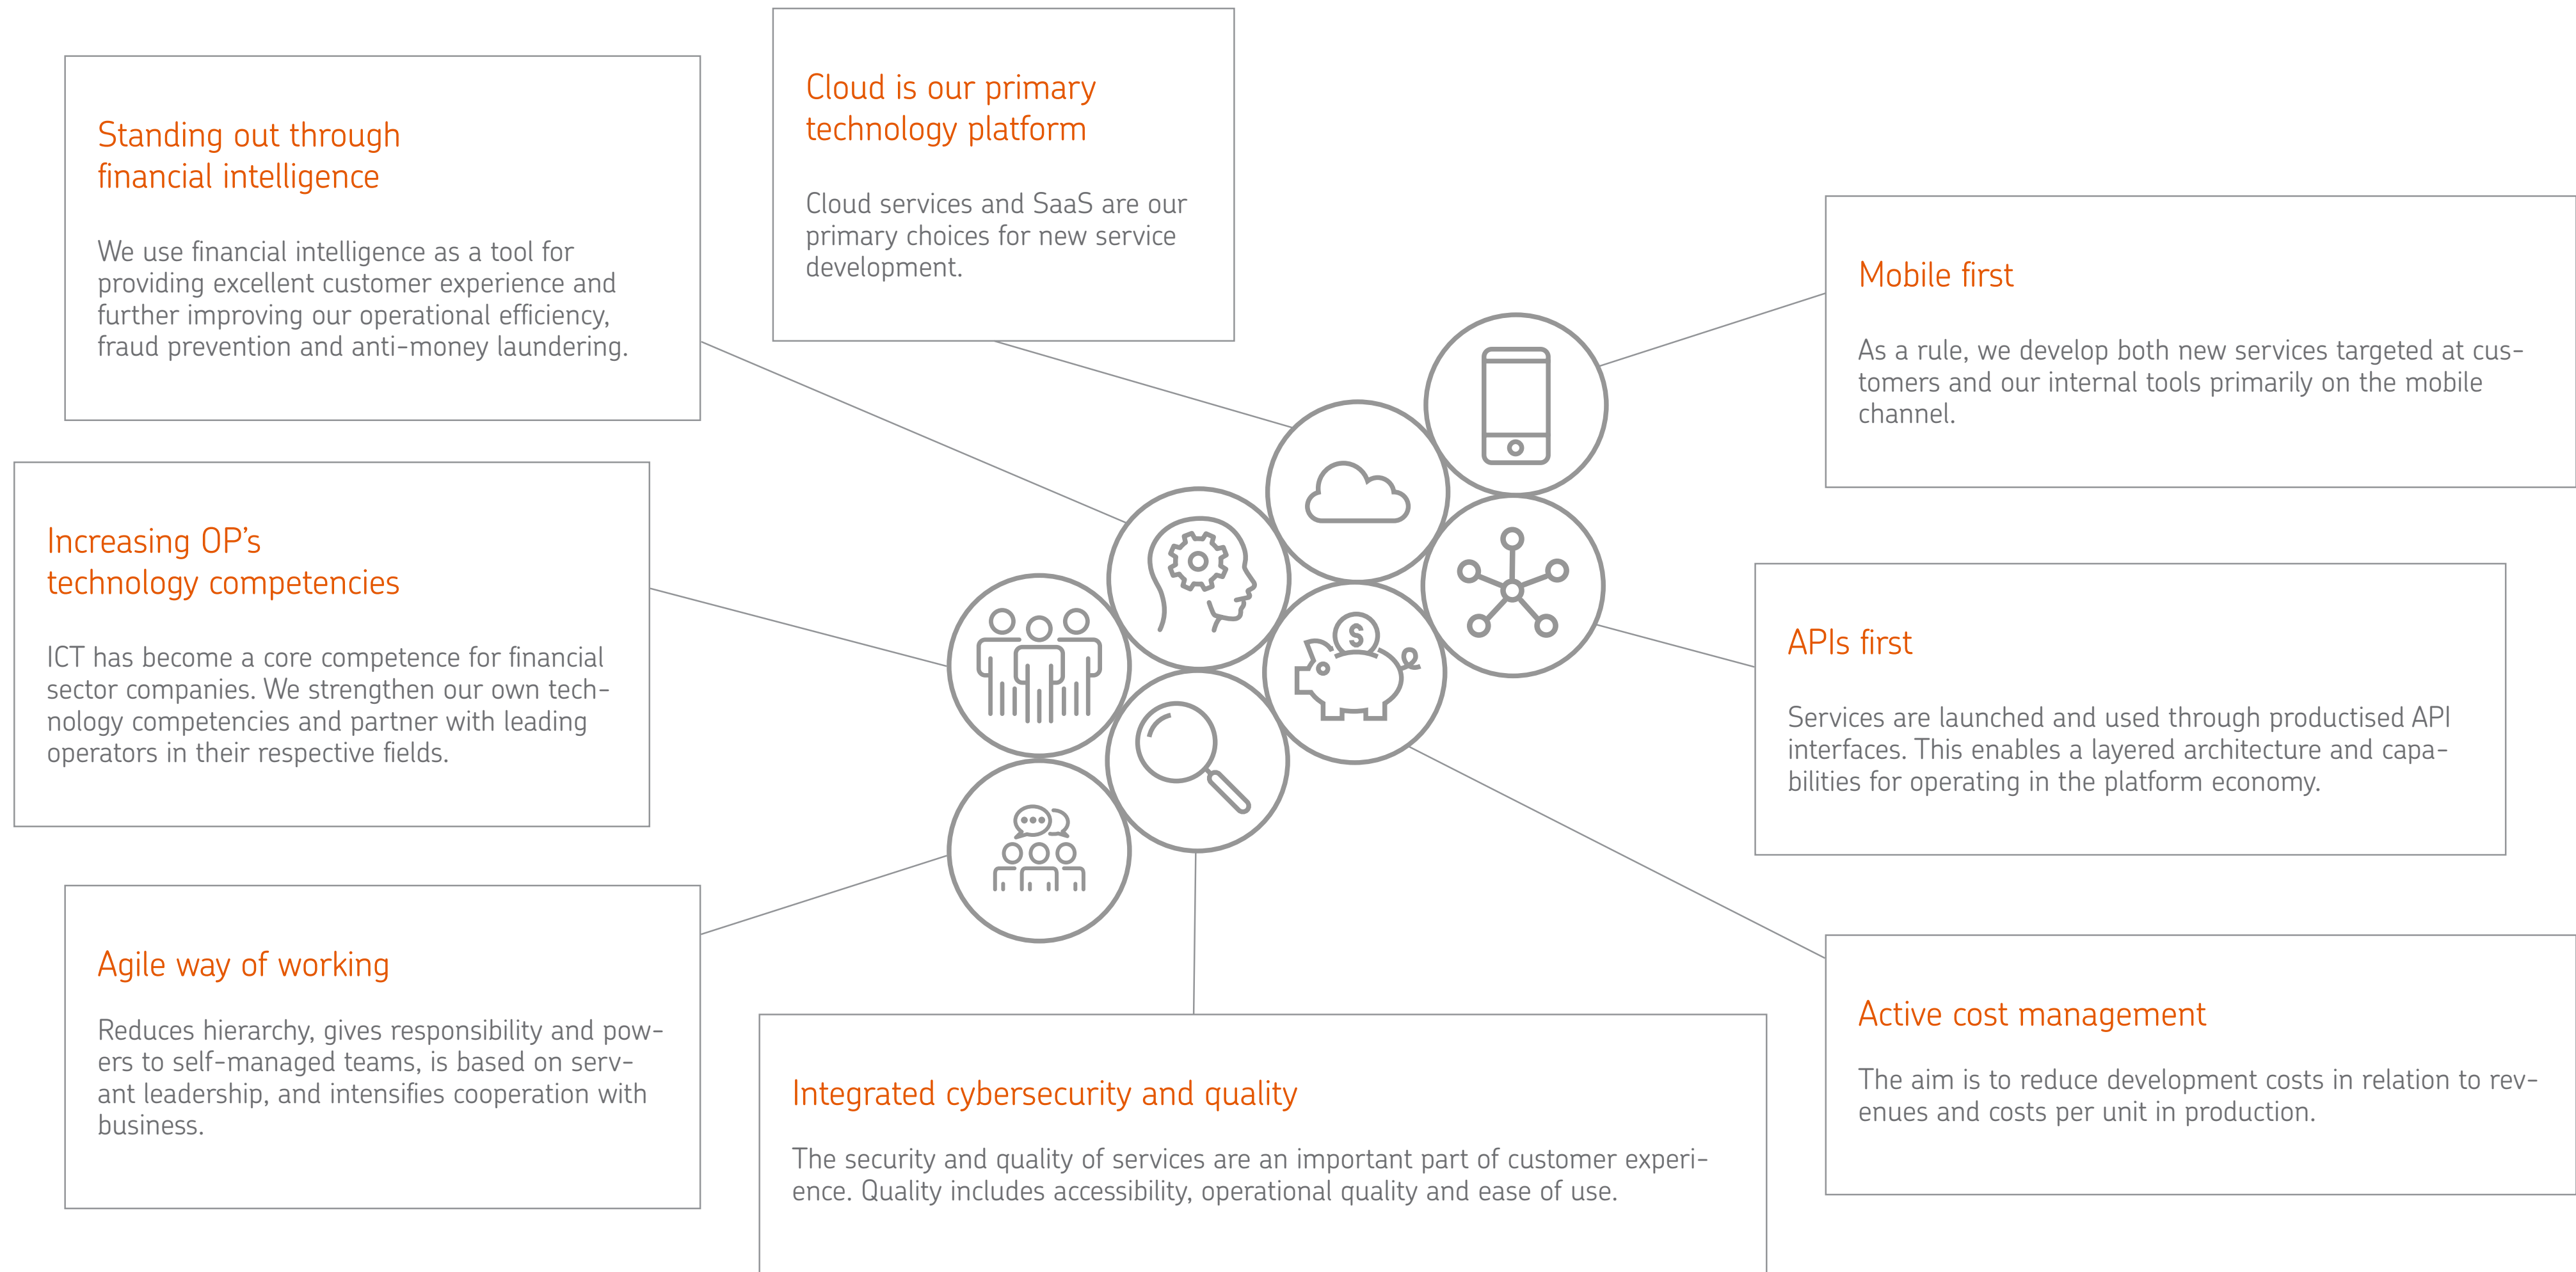 Standing out through
financial intelligence
We use financial intelligence as a tool for
providing excellent customer experience and
further improving our operational efficiency,
fraud prevention and anti-money laundering.
Cloud is our primary
technology platform
Cloud services and SaaS are our
primary choices for new service
development.
Mobile first
As a rule, we develop both new services targeted at cus-
tomers and our internal tools primarily on the mobile
channel.
Increasing OP’s
technology competencies
ICT has become a core competence for financial
sector companies. We strengthen our own tech-
nology competencies and partner with leading
operators in their respective fields.
$
APIs first
Services are launched and used through productised API
interfaces. This enables a layered architecture and capa-
bilities for operating in the platform economy.
Agile way of working
Reduces hierarchy, gives responsibility and pow-
ers to self-managed teams, is based on serv-
ant leadership, and intensifies cooperation with
business.
Integrated cybersecurity and quality
The security and quality of services are an important part of customer experi-
ence. Quality includes accessibility, operational quality and ease of use.
Active cost management
The aim is to reduce development costs in relation to rev-
enues and costs per unit in production.